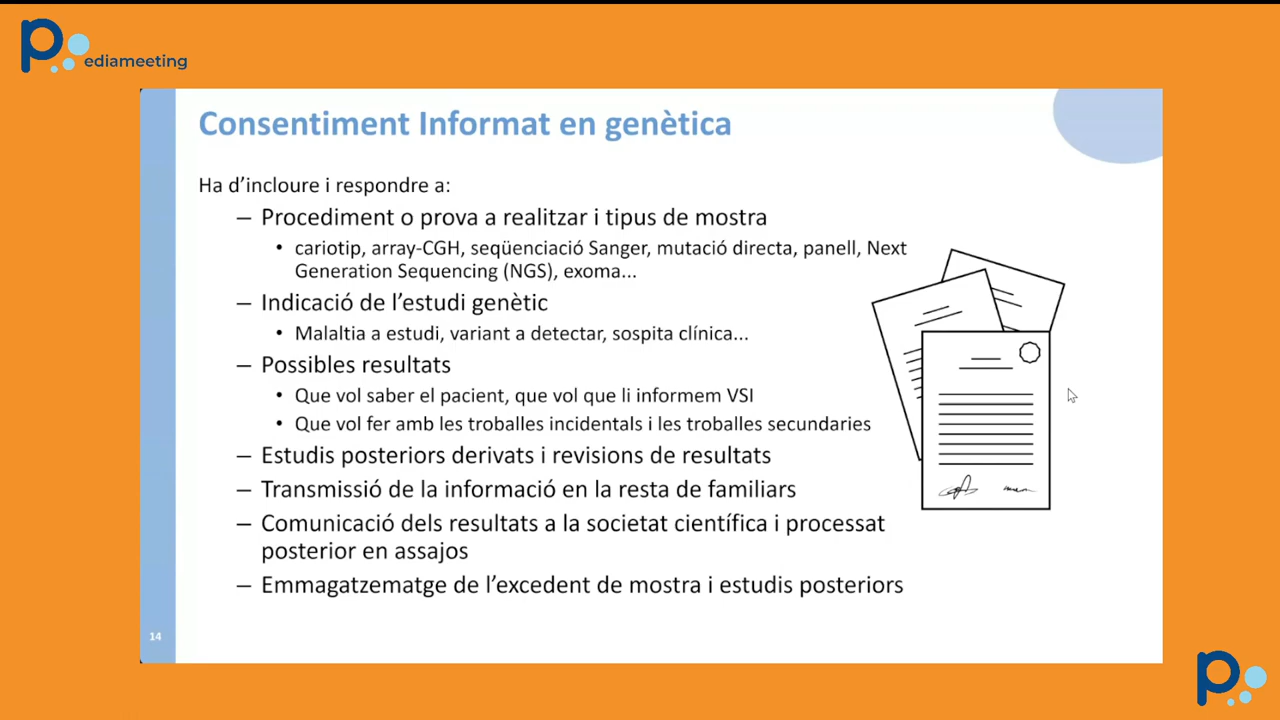 Pediameeting
Consentiment Informat en genètica
Ha d'incloure i respondre a:
– Procediment o prova a realitzar i tipus de mostra
• cariotip, array-CGH, seqüenciació Sanger, mutació directa, panell, Next
Generation Sequencing (NGS), exoma...
– Indicació de l'estudi genètic
• Malaltia a estudi, variant a detectar, sospita clínica...
– Possibles resultats
• Que vol saber el pacient, que vol que li informem VSI
• Que vol fer amb les troballes incidentals i les troballes secundaries
– Estudis posteriors derivats i revisions de resultats
– Transmissió de la informació en la resta de familiars
– Comunicació dels resultats a la societat científica i processat
posterior en assajos
– Emmagatzematge de l'excedent de mostra i estudis posteriors
14
P